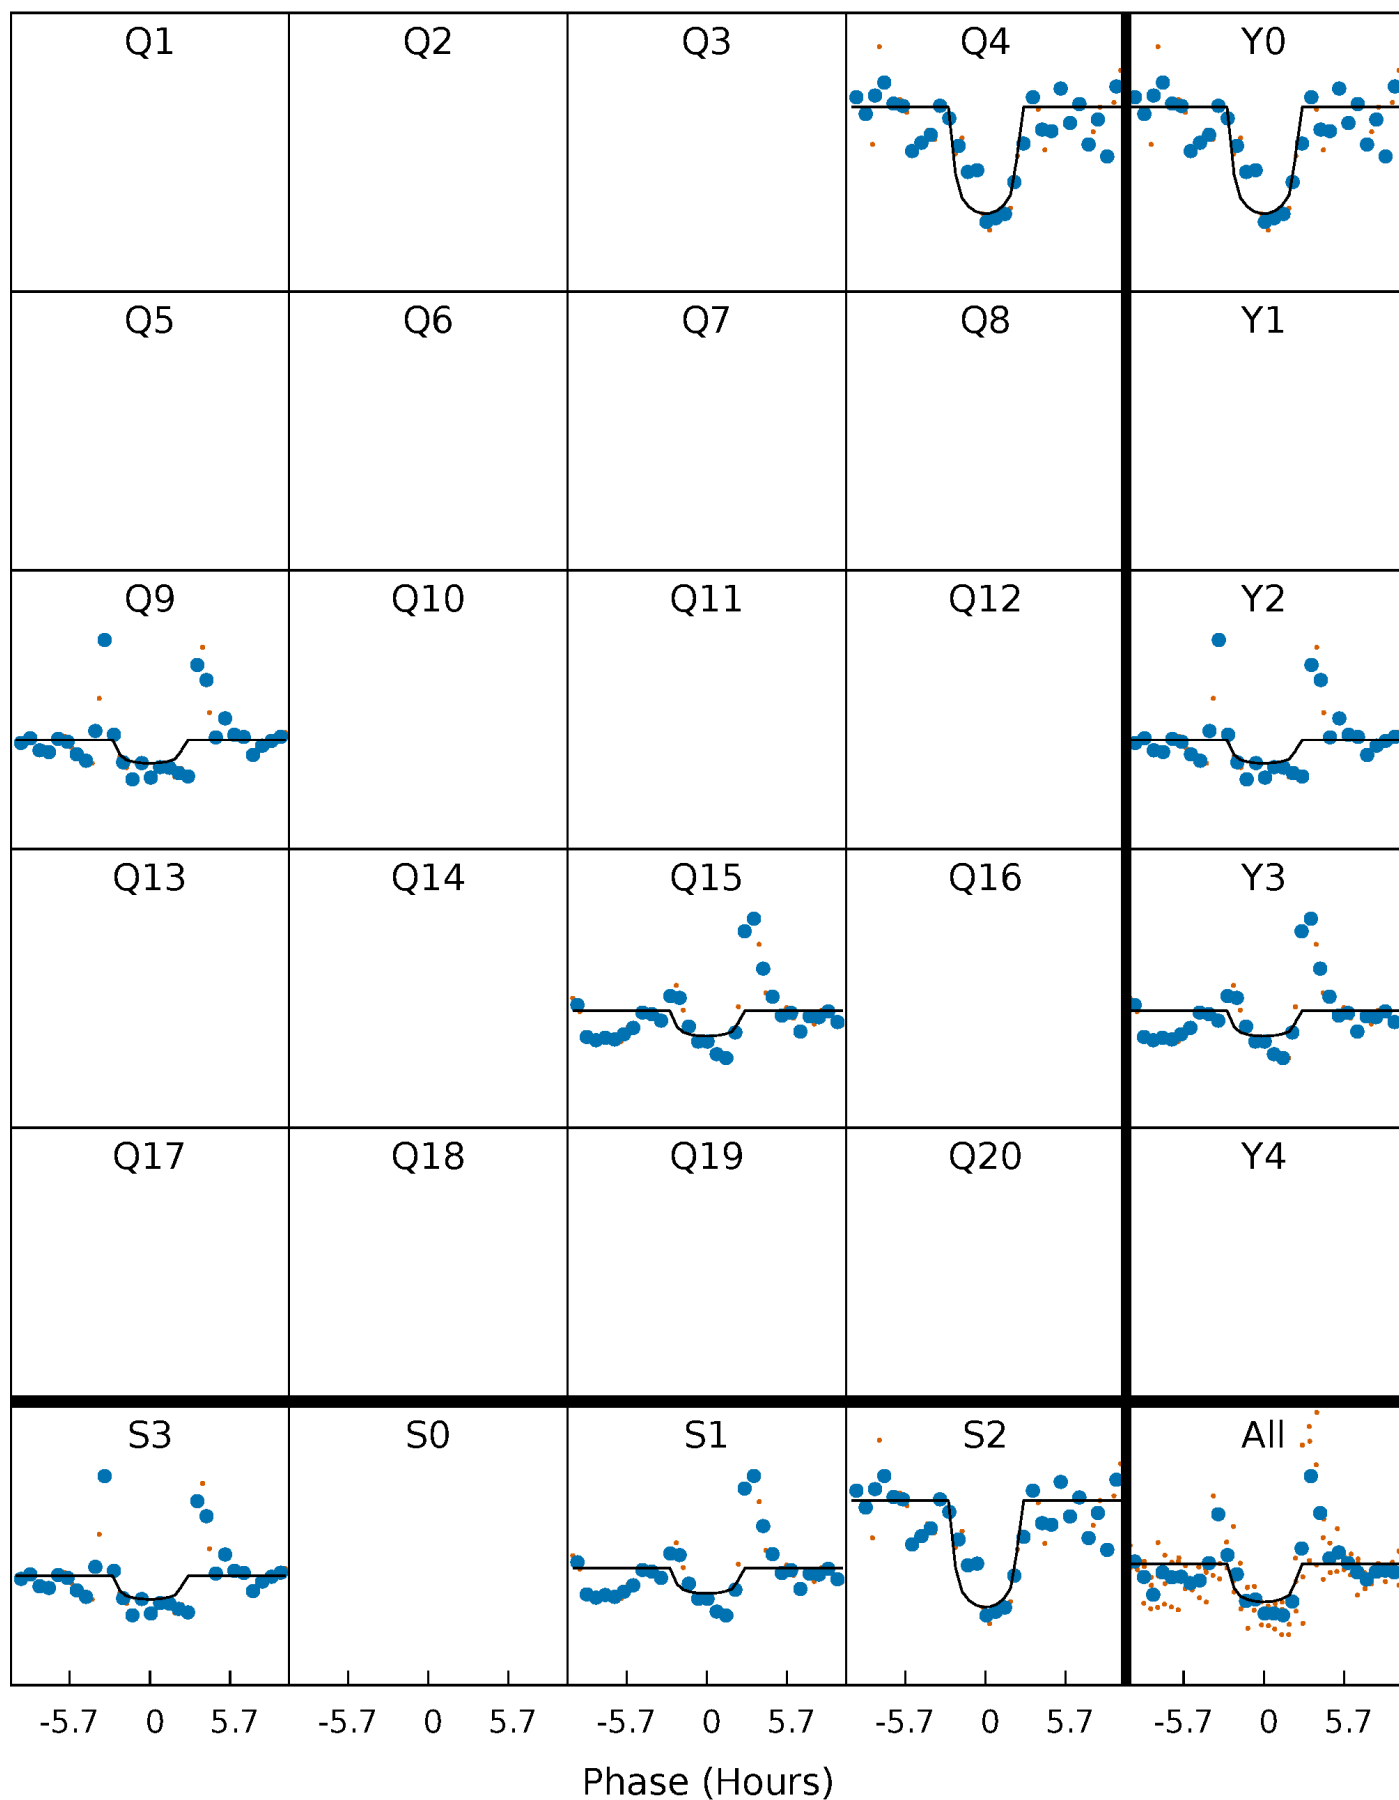 Q1 Q2 Q3 Q4 Y0
Q5 Q6 Q7 Q8 Y1
Q9 Q10 Q11 Q12 Y2
Q13 Q14 Q15 Q16 Y3
Q17 Q18 Q19 Q20 Y4
S3 S0 S1 S2 All
-5.7 0 5.7 -5.7 0 5.7 -5.7 0 5.7 -5.7 0 5.7 -5.7 0 5.7
Phase (Hours)